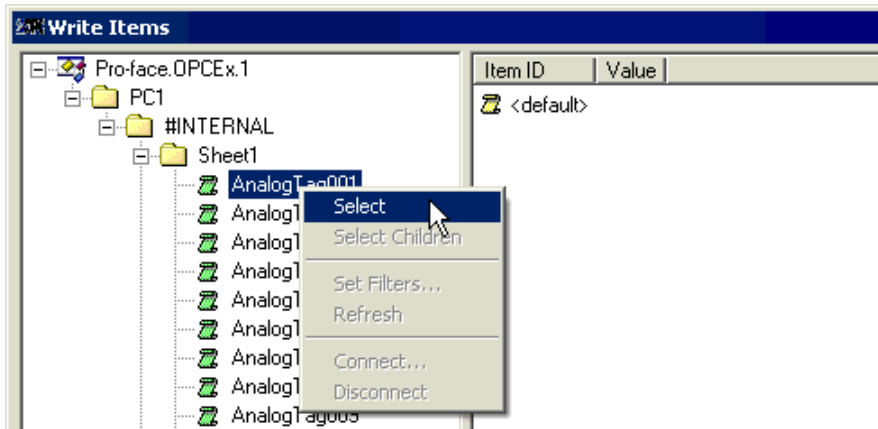 Write Items
Pro-face.OPCEx.1
PC1
#INTERNAL
Sheet1
AnalogTag001
Item ID Value
<default>
Select
Select Children
Set Filters...
Refresh
Connect...
Disconnect